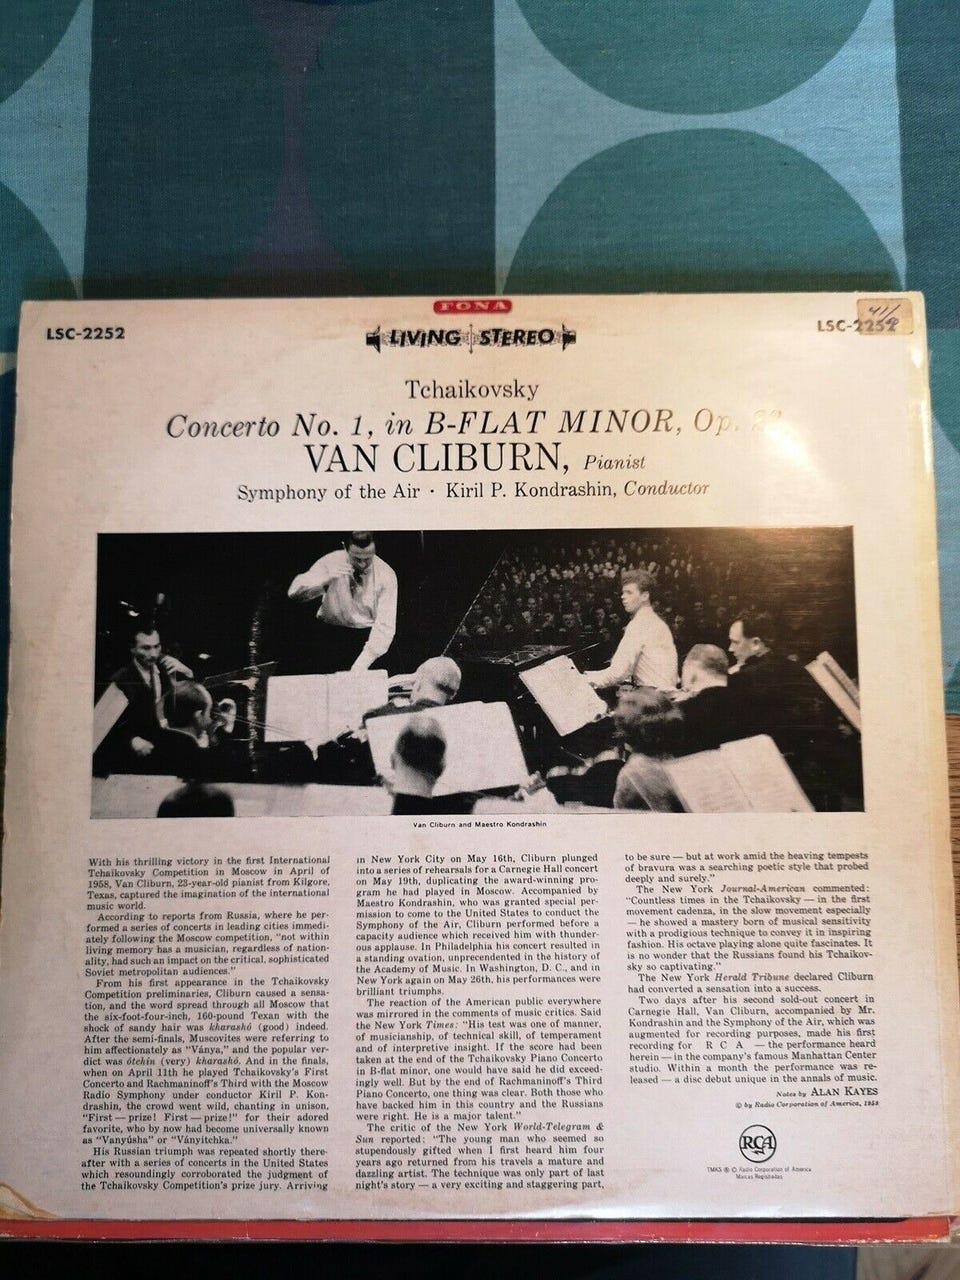 FONA
LSC-2252
LIVING STEREO
LSC-2252
41/
Tchaikovsky
Concerto No. 1, in B-FLAT MINOR, Op. 23
VAN CLIBURN, Pianist
Symphony of the Air · Kiril P. Kondrashin, Conductor
Van Cliburn and Maestro Kondrashin
With his thrilling victory in the first International
Tchaikovsky Competition in Moscow in April of
1958, Van Cliburn, 23-year-old pianist from Kilgore,
Texas, captured the imagination of the international
music world.
According to reports from Russia, where he per-
formed a series of concerts in leading cities immedi-
ately following the Moscow competition, "not within
living memory has a musician, regardless of nation-
ality, had such an impact on the critical, sophisticated
Soviet metropolitan audiences."
From his first appearance in the Tchaikovsky
Competition preliminaries, Cliburn caused a sensa-
tion, and the word spread through all Moscow that
the six-foot-four-inch, 160-pound Texan with the
shock of sandy hair was kharashó (good) indeed.
After the semi-finals, Muscovites were referring to
him affectionately as "Ványa," and the popular ver-
dict was ótchin (very) kharashó. And in the finals,
when on April 11th he played Tchaikovsky's First
Concerto and Rachmaninoff's Third with the Moscow
Radio Symphony under conductor Kiril P. Kon-
drashin, the crowd went wild, chanting in unison,
"First — prize! First — prize!" for their adored
favorite, who by now had become universally known
as "Vanyúsha" or "Ványitchka."
His Russian triumph was repeated shortly there-
after with a series of concerts in the United States
which resoundingly corroborated the judgment of
the Tchaikovsky Competition's prize jury. Arriving
in New York City on May 16th, Cliburn plunged
into a series of rehearsals for a Carnegie Hall concert
on May 19th, duplicating the award-winning pro-
gram he had played in Moscow. Accompanied by
Maestro Kondrashin, who was granted special per-
mission to come to the United States to conduct the
Symphony of the Air, Cliburn performed before a
capacity audience which received him with thunder-
ous applause. In Philadelphia his concert resulted in
a standing ovation, unprecedented in the history of
the Academy of Music. In Washington, D. C., and in
New York again on May 26th, his performances were
brilliant triumphs.
The reaction of the American public everywhere
was mirrored in the comments of music critics. Said
the New York Times: "His test was one of manner,
of musicianship, of technical skill, of temperament
and of interpretive insight. If the score had been
taken at the end of the Tchaikovsky Piano Concerto
in B-flat minor, one would have said he did exceed-
ingly well. But by the end of Rachmaninoff's Third
Piano Concerto, one thing was clear. Both those who
have backed him in this country and the Russians
were right. He is a major talent."
The critic of the New York World-Telegram &
Sun reported: "The young man who seemed so
stupendously gifted when I first heard him four
years ago returned from his travels a mature and
dazzling artist. The technique was only part of last
night's story — a very exciting and staggering part,
to be sure — but at work amid the heaving tempests
of bravura was a searching poetic style that probed
deeply and surely."
The New York Journal-American commented:
"Countless times in the Tchaikovsky — in the first
movement cadenza, in the slow movement especially
— he showed a mastery born of musical sensitivity
with a prodigious technique to convey it in inspiring
fashion. His octave playing alone quite fascinates. It
is no wonder that the Russians found his Tchaikov-
sky so captivating."
The New York Herald Tribune declared Cliburn
had converted a sensation into a success.
Two days after his second sold-out concert in
Carnegie Hall, Van Cliburn, accompanied by Mr.
Kondrashin and the Symphony of the Air, which was
augmented for recording purposes, made his first
recording for R C A — the performance heard
herein — in the company's famous Manhattan Center
studio. Within a month the performance was re-
leased — a disc debut unique in the annals of music.
Notes by ALAN KAYES
© by Radio Corporation of America, 1958
RCA
TMKS ® © Radio Corporation of America
Marcas Registradas